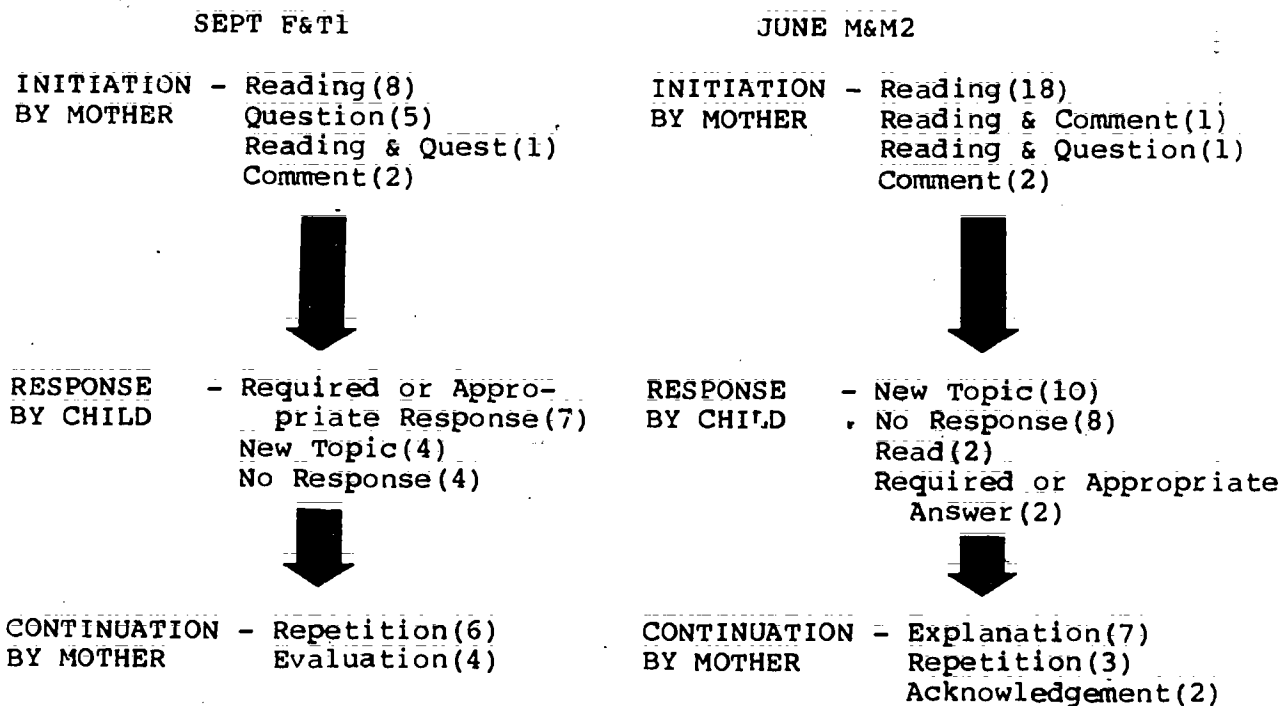 SEPT F&T1
INITIATION - Reading(8)
BY MOTHER Question(5)
Reading & Quest(1)
Comment(2)
RESPONSE - Required or Appro-
BY CHILD priate Response(7)
New Topic(4)
No Response(4)
CONTINUATION - Repetition(6)
BY MOTHER Evaluation(4)
JUNE M&M2
INITIATION - Reading(18)
BY MOTHER Reading & Comment(1)
Reading & Question(1)
Comment(2)
RESPONSE - New Topic(10)
BY CHILD No Response(8)
Read(2)
Required or Appropriate
Answer(2)
CONTINUATION - Explanation(7)
BY MOTHER Repetition(3)
Acknowledgement(2)